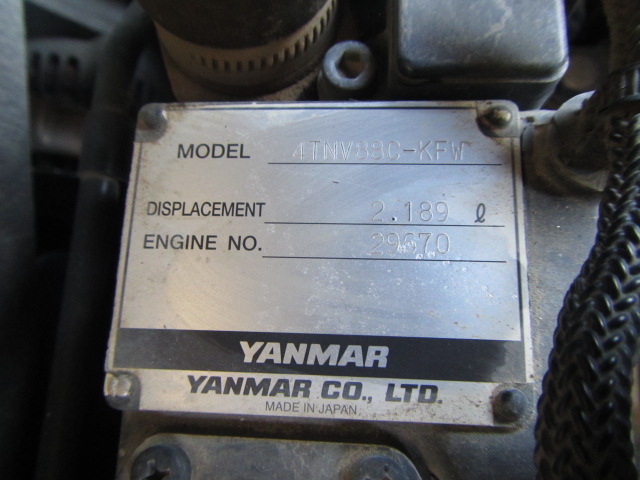 MODEL 4TNV88C-KFW
DISPLACEMENT 2.189 ℓ
ENGINE NO. 29670
YANMAR
YANMAR CO., LTD.
MADE IN JAPAN